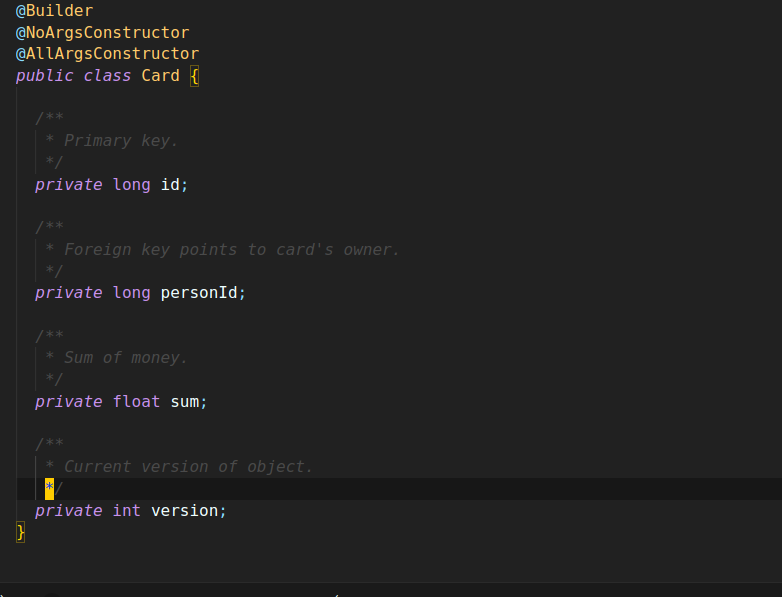 @Builder
@NoArgsConstructor
@AllArgsConstructor
public class Card {
/**
* Primary key.
*/
private long id;
/**
* Foreign key points to card's owner.
*/
private long personId;
/**
* Sum of money.
*/
private float sum;
/**
* Current version of object.
*/
private int version;
}